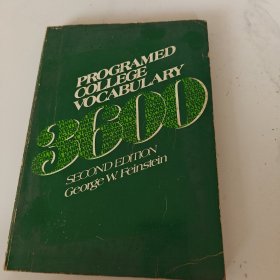 PROGRAMED
COLLEGE
VOCABULARY
3600
SECOND EDITION
George W. Feinstein